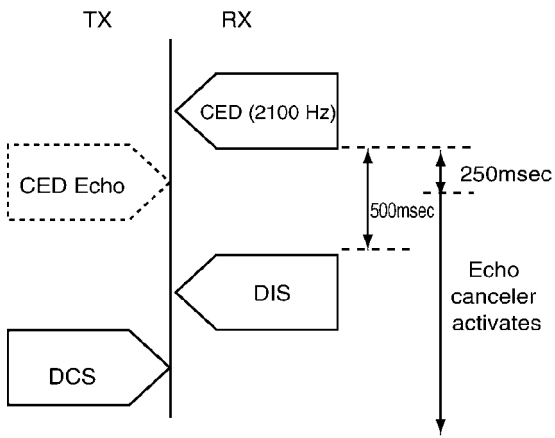 TX
RX
CED (2100 Hz)
CED Echo
250msec
500msec
DIS
Echo
canceler
activates
DCS